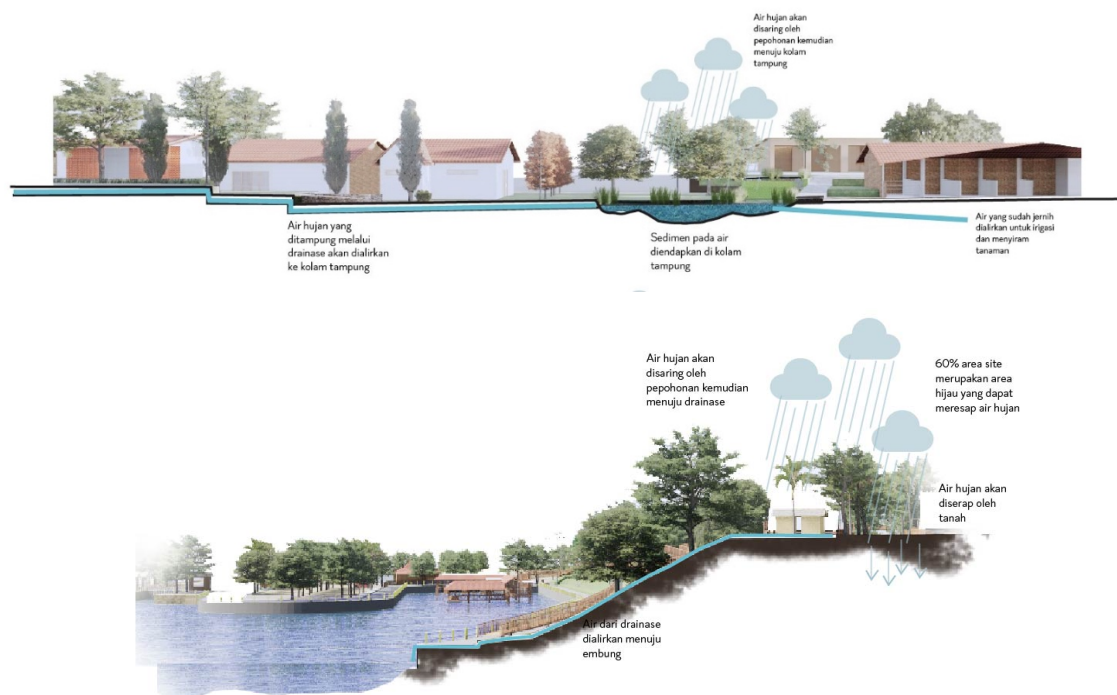 Air hujan akan
disaring oleh
pepohonan kemudian
menuju kolam
tampung
Air hujan yang
ditampung melalui
drainase akan dialirkan
ke kolam tampung
Sedimen pada air
diendapkan di kolam
tampung
Air yang sudah jernih
dialirkan untuk irigasi
dan menyiram
tanaman
Air hujan akan
disaring oleh
pepohonan kemudian
menuju drainase
60% area site
merupakan area
hijau yang dapat
meresap air hujan
Air hujan akan
diserap oleh
tanah
Air dari drainase
dialirkan menuju
embung